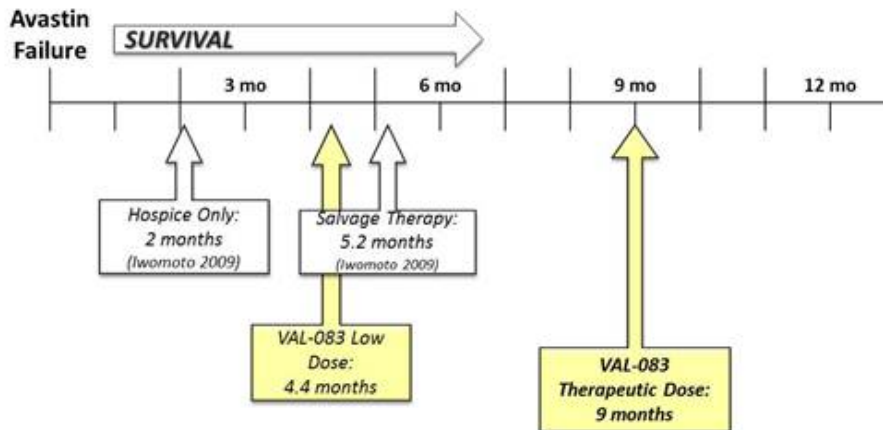 Avastin
Failure
SURVIVAL
3 mo 6 mo 9 mo 12 mo
Hospice Only:
2 months
(Iwomoto 2009)
Salvage Therapy:
5.2 months
(Iwomoto 2009)
VAL-083 Low
Dose:
4.4 months
VAL-083
Therapeutic Dose:
9 months